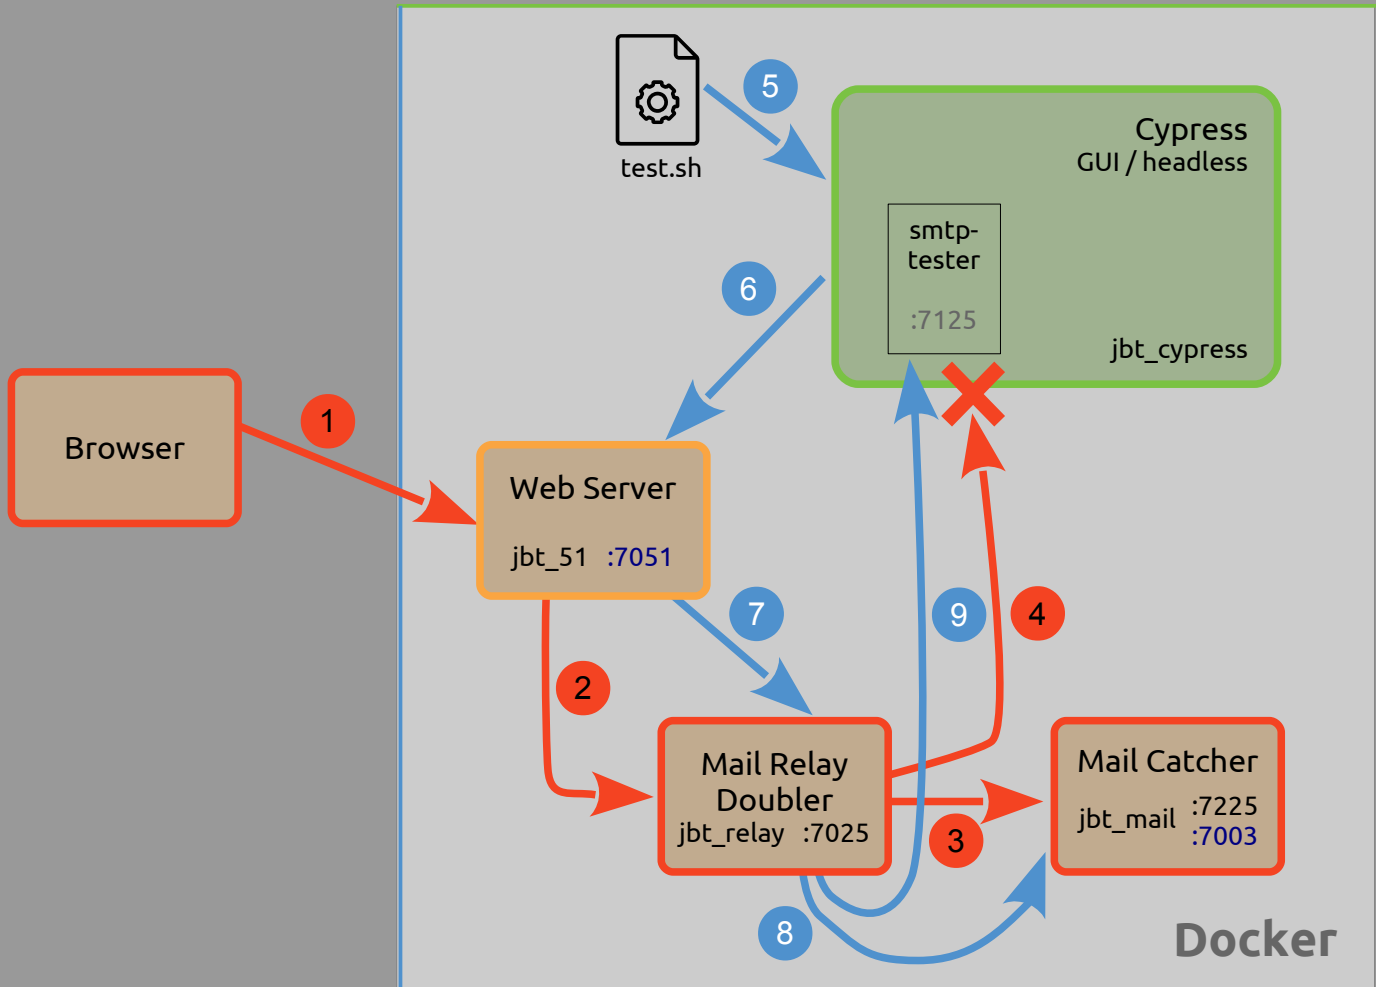 5
test.sh
Cypress
GUI / headless
smtp-
tester
:7125
jbt_cypress
6
Browser
1
Web Server
jbt_51 :7051
7
9
4
2
Mail Relay
Doubler
jbt_relay :7025
3
Mail Catcher
jbt_mail :7225
:7003
8
Docker